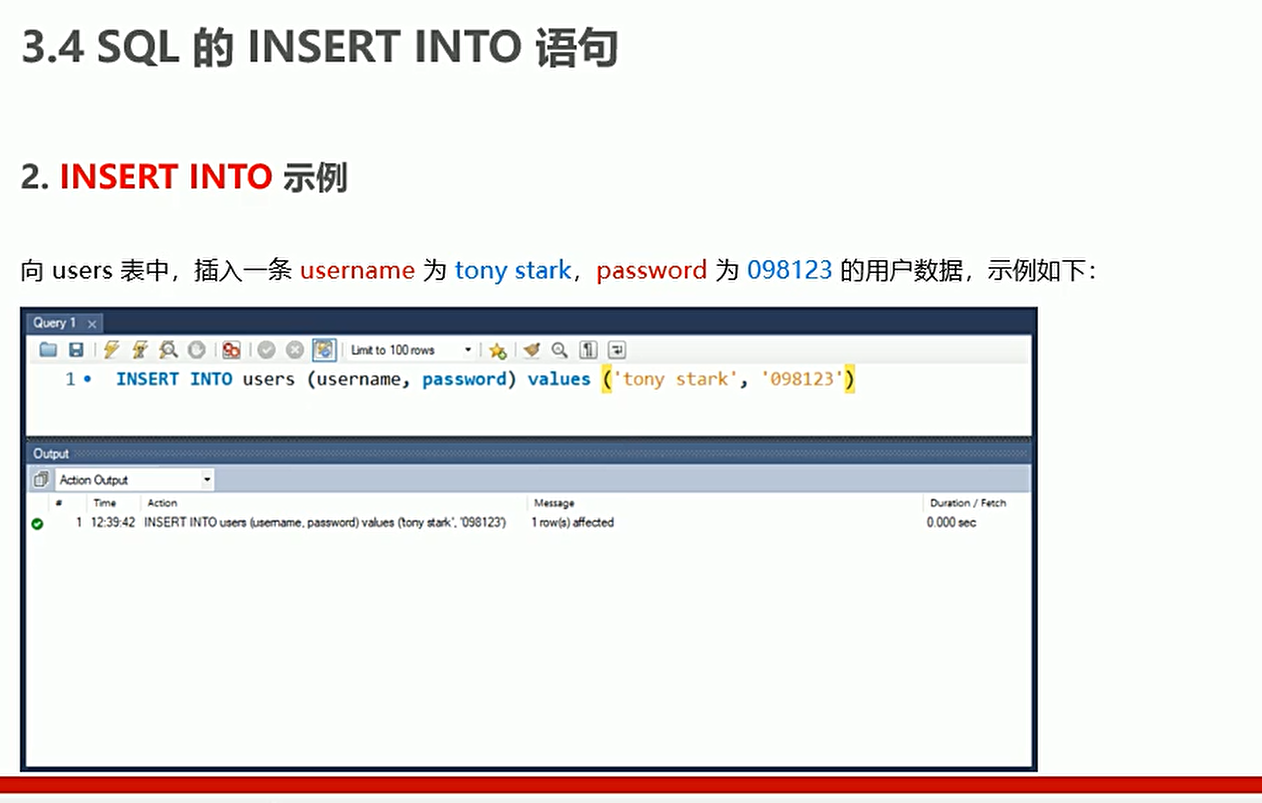 3.4 SQL 的 INSERT INTO 语句
2. INSERT INTO 示例
向 users 表中，插入一条 username 为 tony stark，password 为 098123 的用户数据，示例如下：
Query 1
Limit to 100 rows
1 INSERT INTO users (username, password) values ('tony stark', '098123')
Output
Action Output
# Time Action Message Duration / Fetch
1 12:39:42 INSERT INTO users (username, password) values ('tony stark', '098123') 1 row(s) affected 0.000 sec